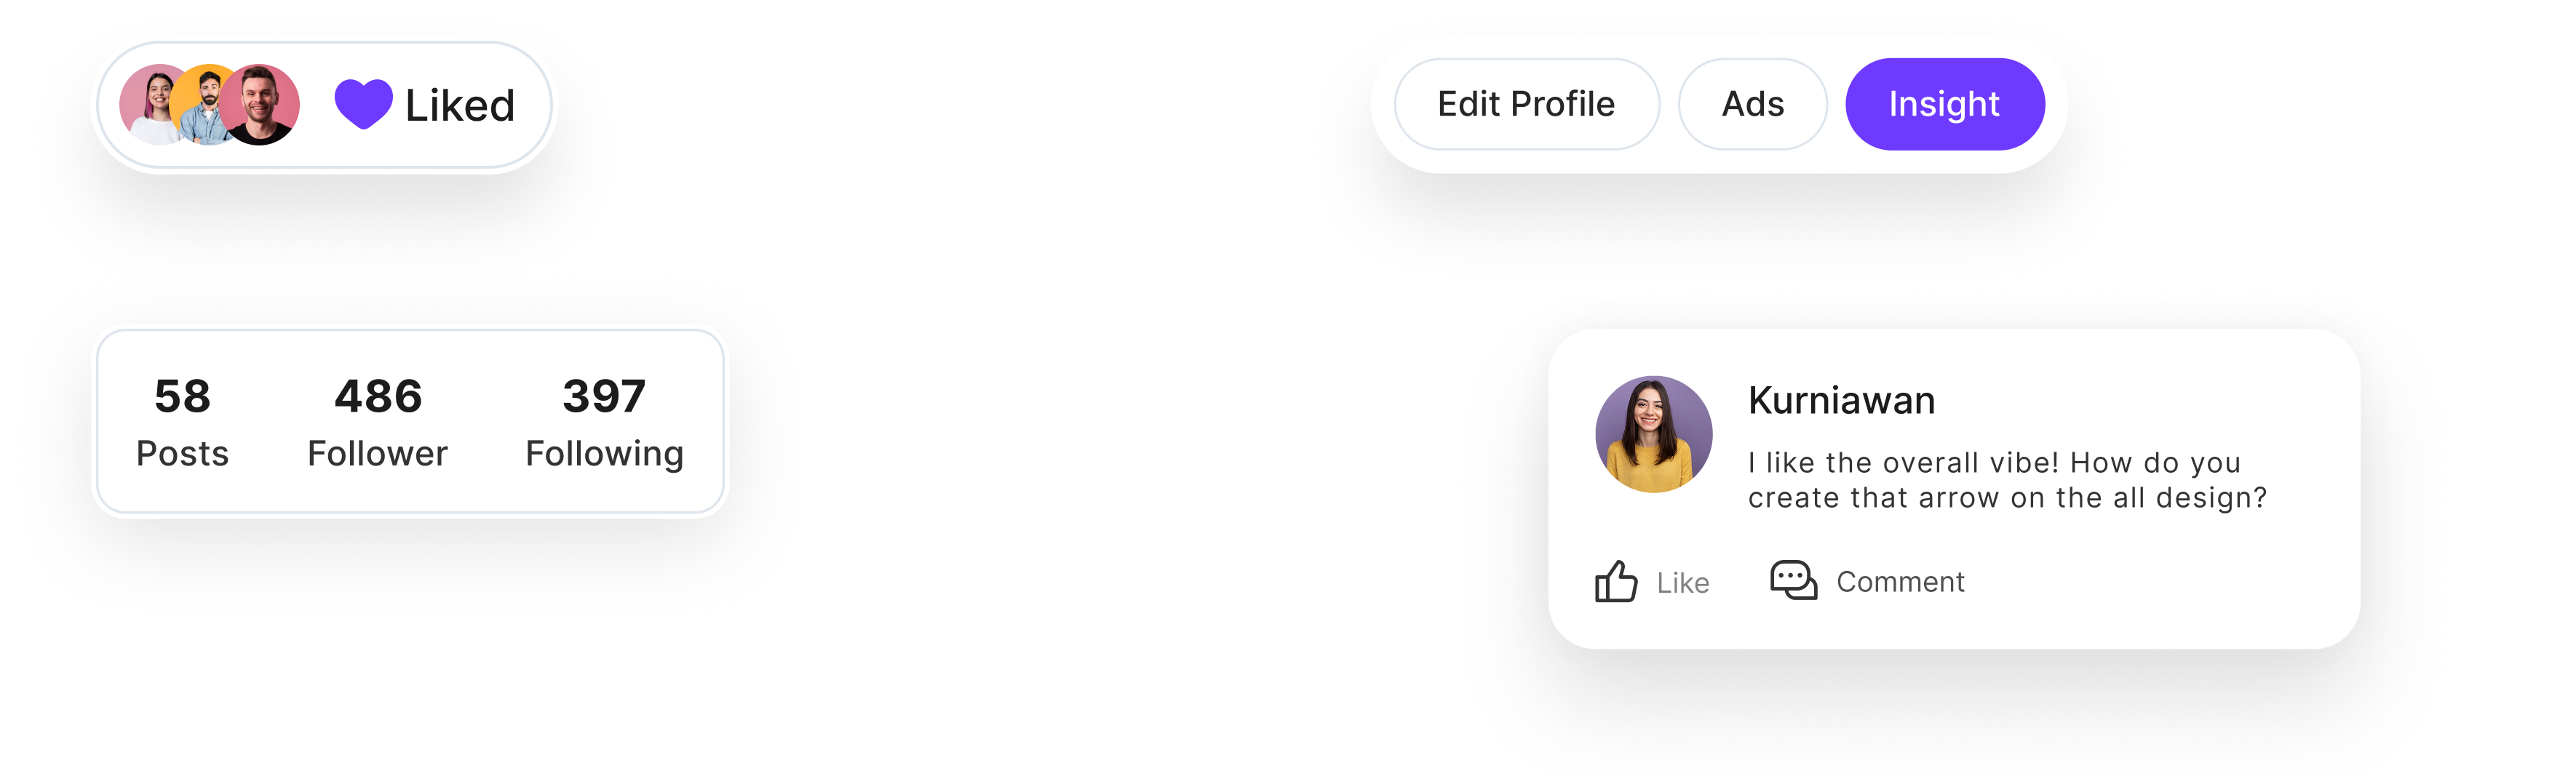 Liked
Edit Profile
Ads
Insight
58
Posts
486
Follower
397
Following
Kurniawan
I like the overall vibe! How do you
create that arrow on the all design?
Like
Comment